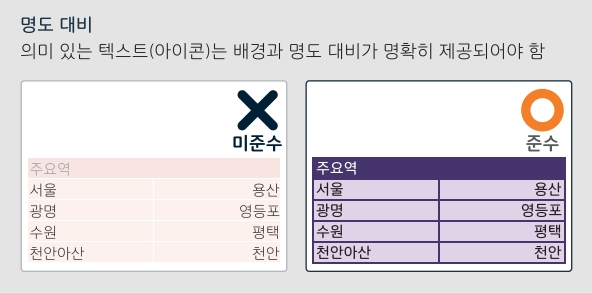 명도 대비
의미 있는 텍스트(아이콘)는 배경과 명도 대비가 명확히 제공되어야 함
미준수
주요역
서울 용산
광명 영등포
수원 평택
천안아산 천안
준수
주요역
서울 용산
광명 영등포
수원 평택
천안아산 천안